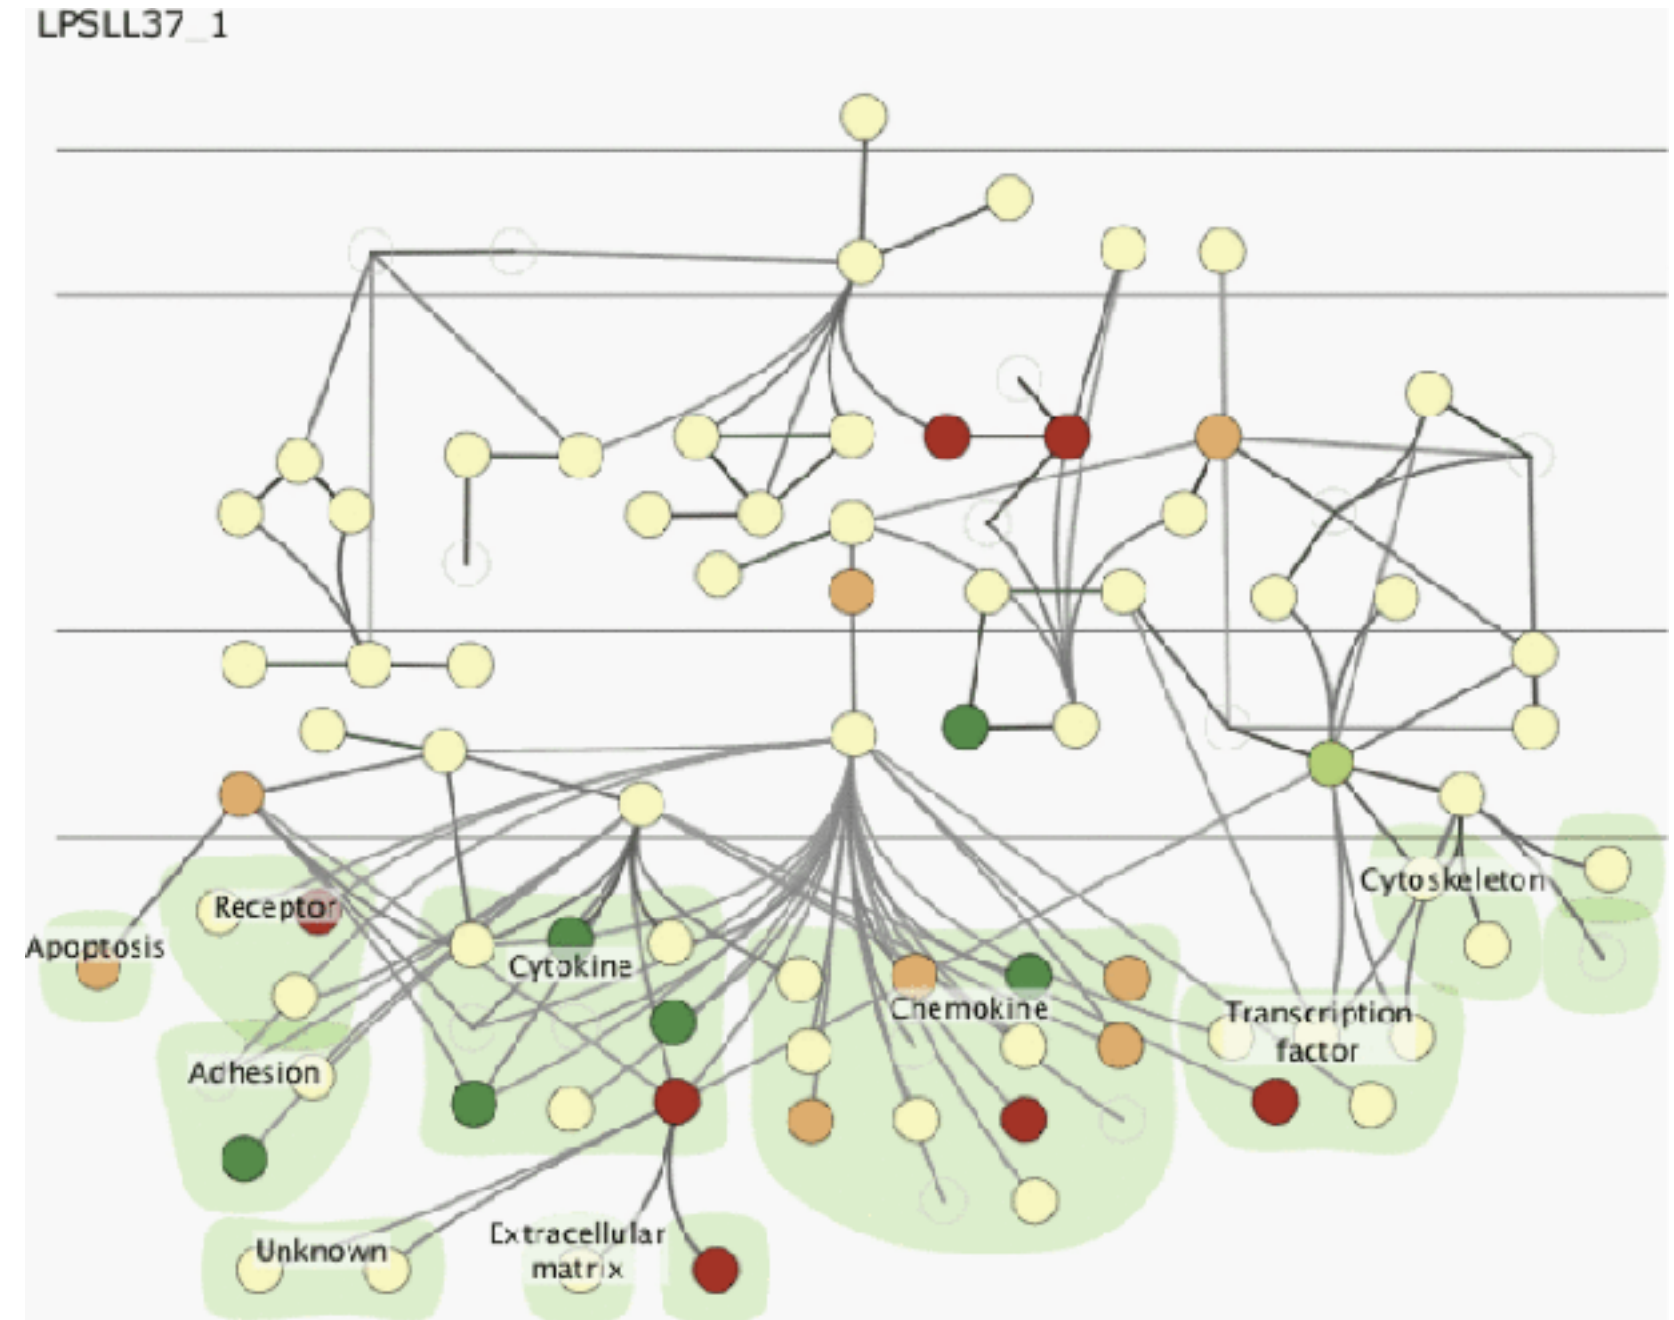 LPSLL37_1
Receptor
Apoptosis
Cytokine
Cytoskeleton
Chemokine
Transcription
factor
Adhesion
Unknown
Extracellular
matrix